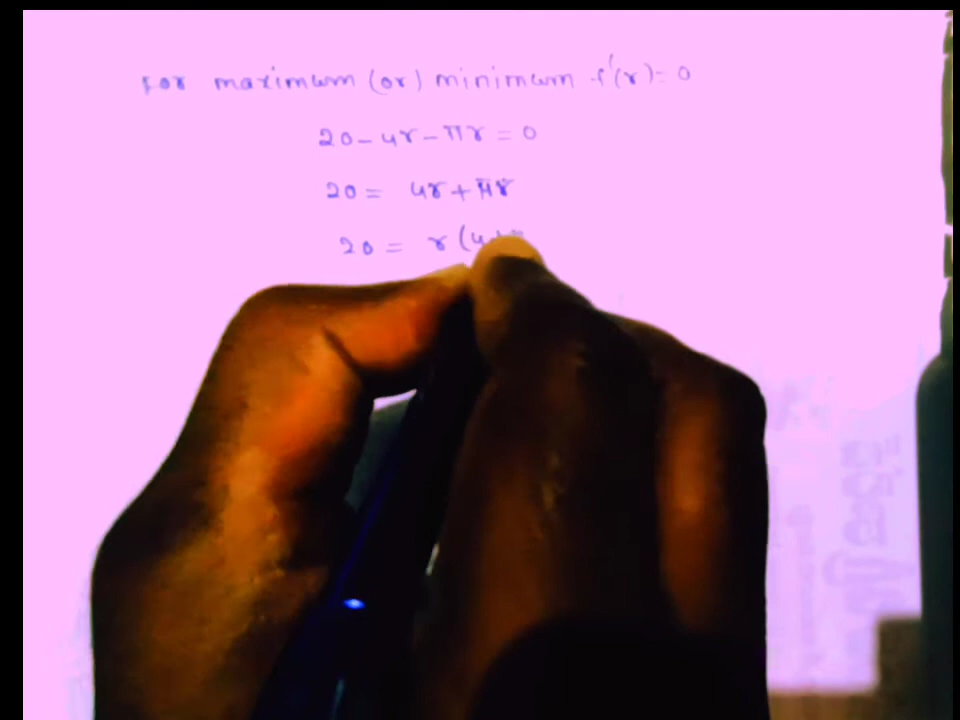 For maximum (or) minimum f'(r) = 0
20 - 4r - πr = 0
20 = 4r + πr
20 = r(4+